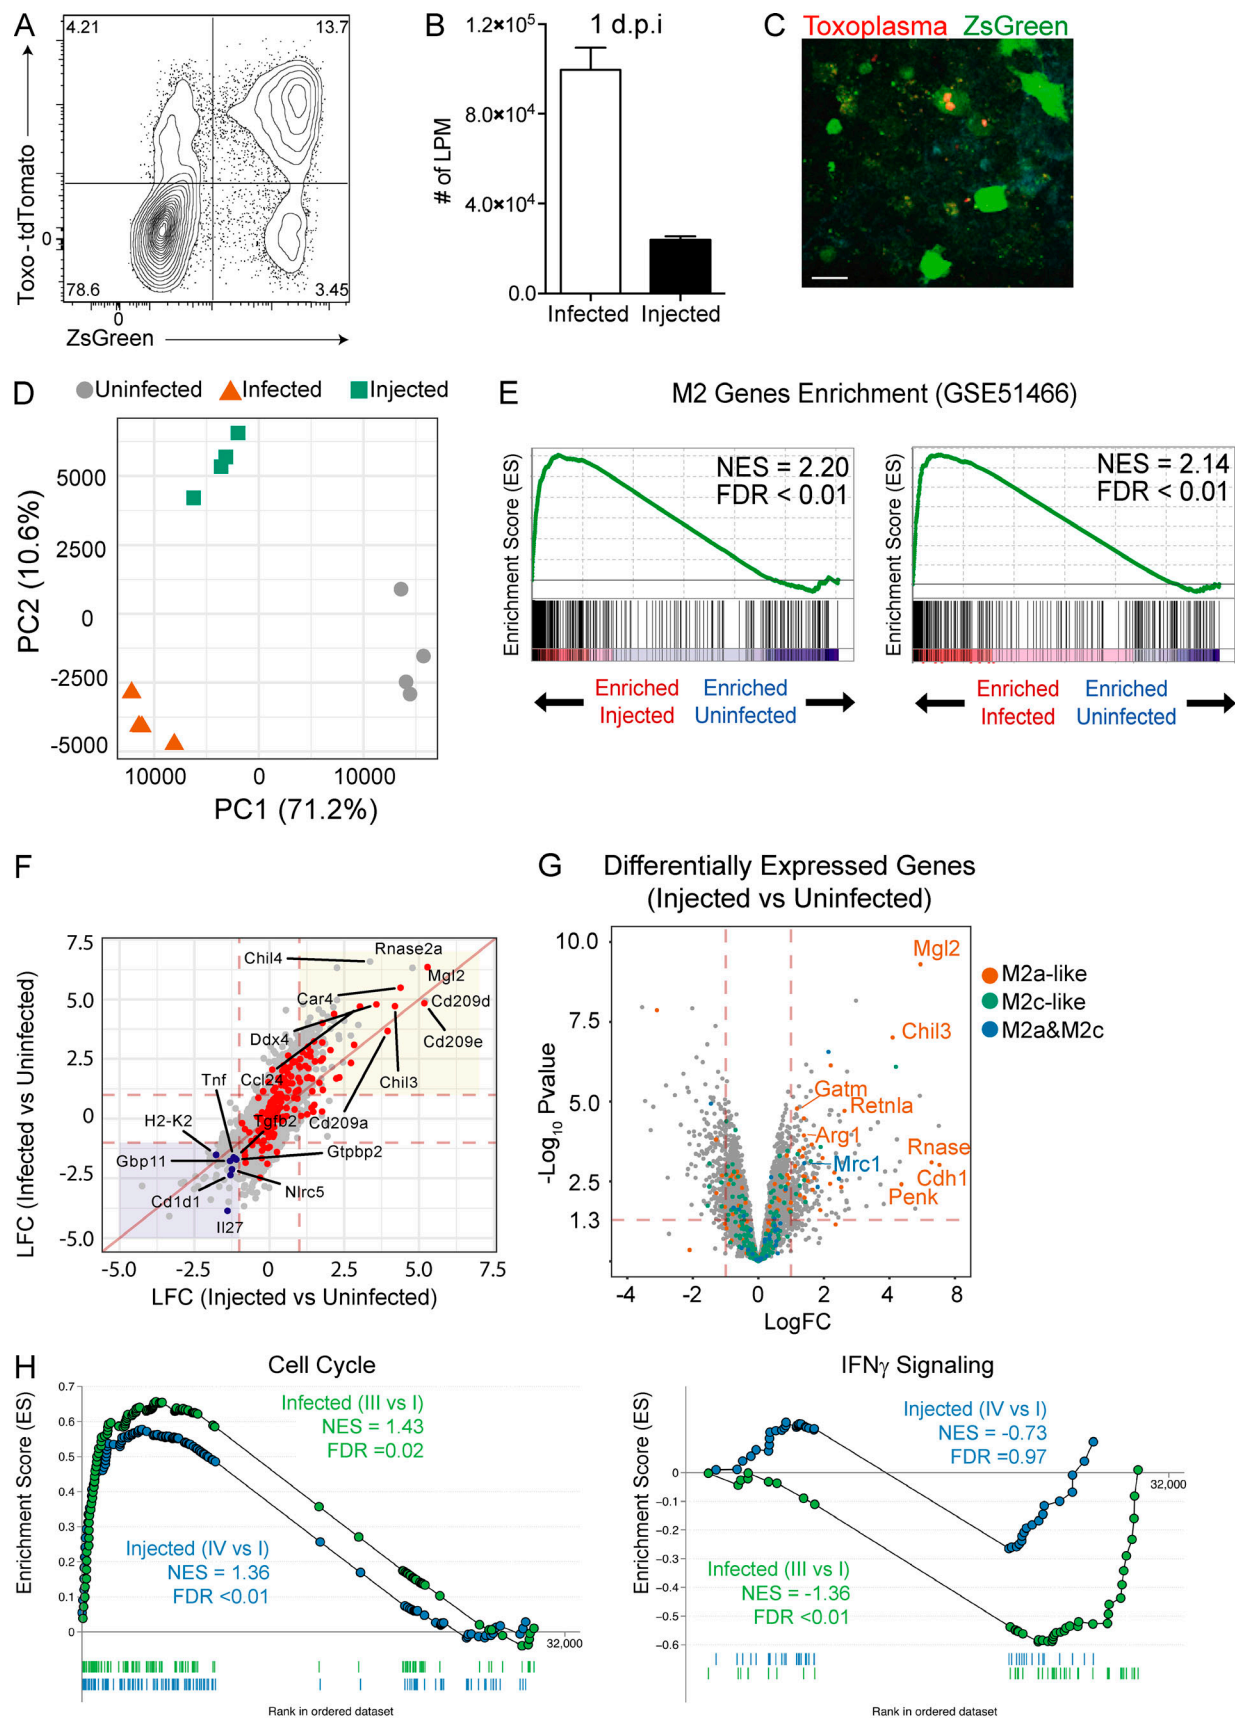 A
4.21
13.7
Toxo - tdTomato
0
78.6
3.45
0
ZsGreen
B
1 d.p.i
# of LPM
1.2×10⁵
8.0×10⁴
4.0×10⁴
0.0
Infected
Injected
C
Toxoplasma ZsGreen
D
Uninfected
Infected
Injected
PC2 (10.6%)
5000
2500
0
-2500
-5000
10000
0
10000
PC1 (71.2%)
E
M2 Genes Enrichment (GSE51466)
Enrichment Score (ES)
NES = 2.20
FDR < 0.01
Enriched
Injected
Enriched
Uninfected
Enrichment Score (ES)
NES = 2.14
FDR < 0.01
Enriched
Infected
Enriched
Uninfected
F
LFC (Infected vs Uninfected)
7.5
5.0
2.5
0
-2.5
-5.0
Chil4
Rnase2a
Mgl2
Car4
Cd209d
Ddx4
Cd209e
Tnf
Ccl24
Chil3
H2-K2
Tgfb2
Cd209a
Gbp11
Gtpbp2
Cd1d1
Nlrc5
Il27
-5.0
-2.5
0
2.5
5.0
7.5
LFC (Injected vs Uninfected)
G
Differentially Expressed Genes
(Injected vs Uninfected)
-Log10 Pvalue
10.0
7.5
5.0
2.5
1.3
Mgl2
Chil3
Gatm
Retnla
Arg1
Rnase
Mrc1
Cdh1
Penk
M2a-like
M2c-like
M2a&M2c
-4
-2
0
2
4
6
8
LogFC
H
Cell Cycle
Enrichment Score (ES)
0.7
0.6
0.5
0.4
0.3
0.2
0.1
0
Infected (III vs I)
NES = 1.43
FDR =0.02
Injected (IV vs I)
NES = 1.36
FDR <0.01
32,000
Rank in ordered dataset
IFNγ Signaling
Enrichment Score (ES)
0
−0.1
−0.2
−0.3
−0.4
−0.5
−0.6
Injected (IV vs I)
NES = -0.73
FDR =0.97
32,000
Infected (III vs I)
NES = -1.36
FDR <0.01
Rank in ordered dataset